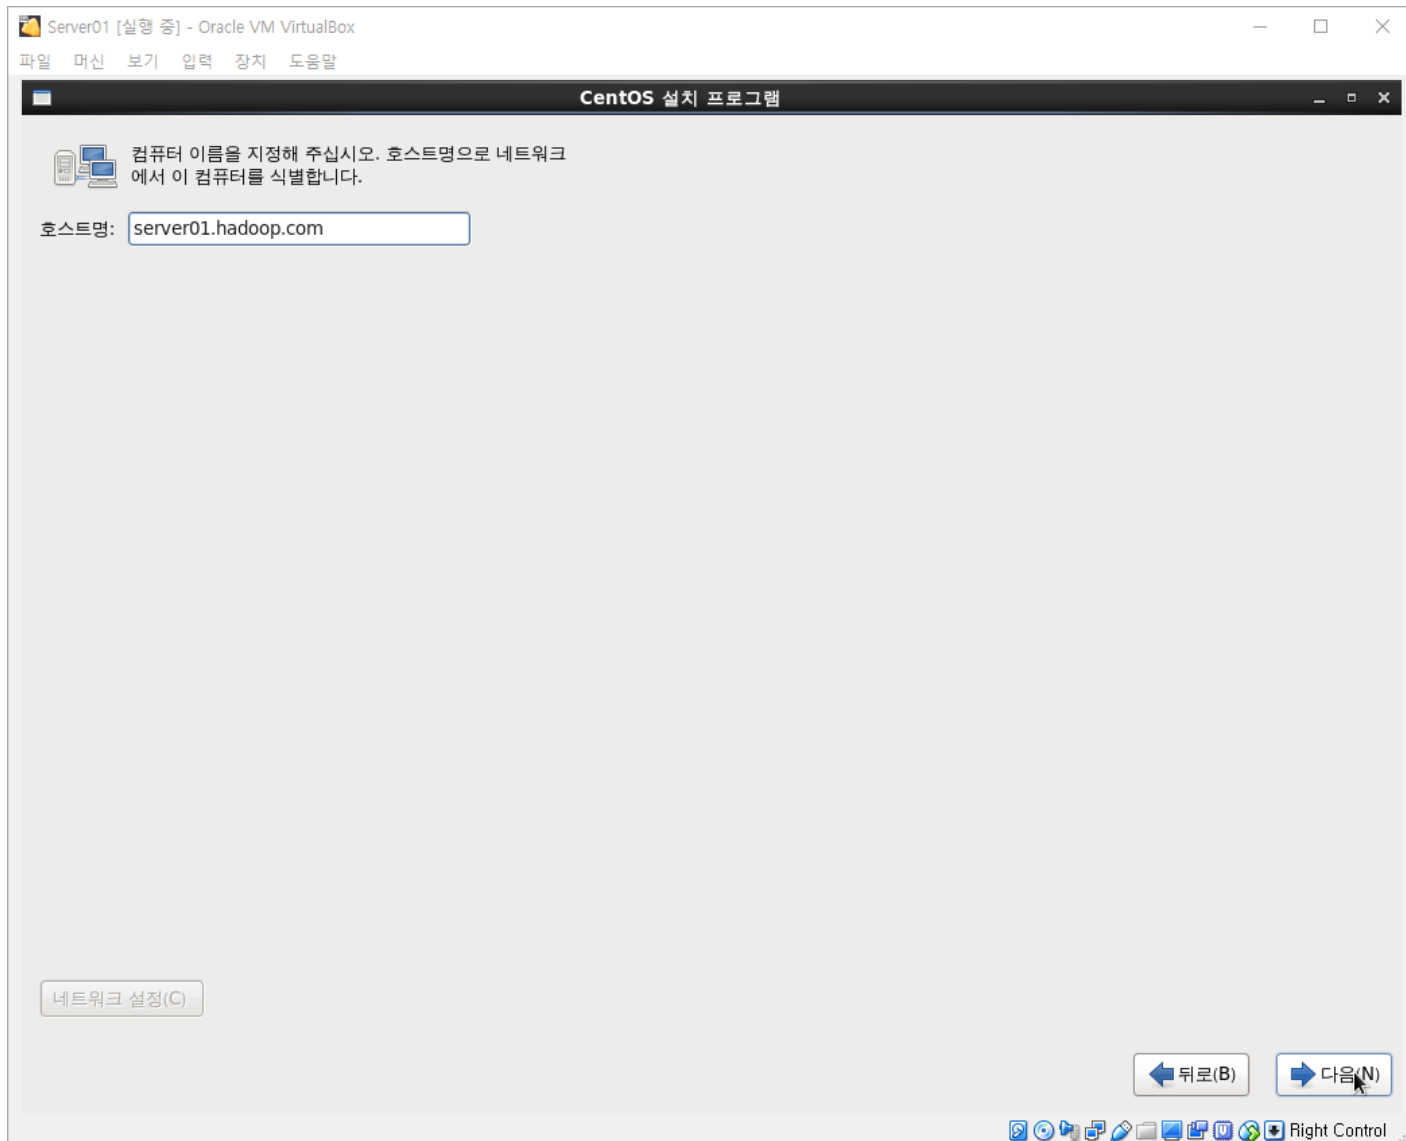 Server01 [실행 중] - Oracle VM VirtualBox
파일 머신 보기 입력 장치 도움말
CentOS 설치 프로그램
컴퓨터 이름을 지정해 주십시오. 호스트명으로 네트워크
에서 이 컴퓨터를 식별합니다.
호스트명: server01.hadoop.com
네트워크 설정(C)
뒤로(B) 다음(N)
Right Control